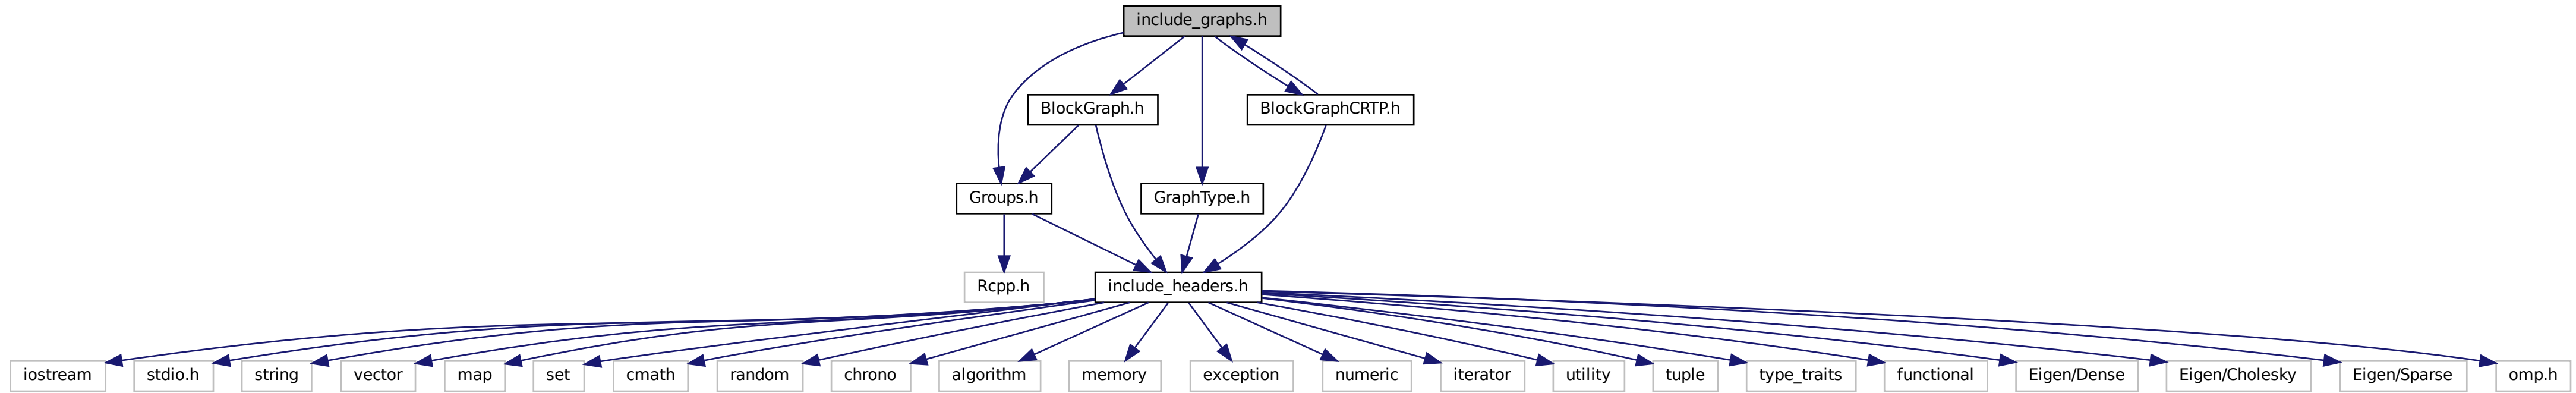 include_graphs.h
BlockGraph.h
BlockGraphCRTP.h
Groups.h
GraphType.h
Rcpp.h
include_headers.h
iostream
stdio.h
string
vector
map
set
cmath
random
chrono
algorithm
memory
exception
numeric
iterator
utility
tuple
type_traits
functional
Eigen/Dense
Eigen/Cholesky
Eigen/Sparse
omp.h